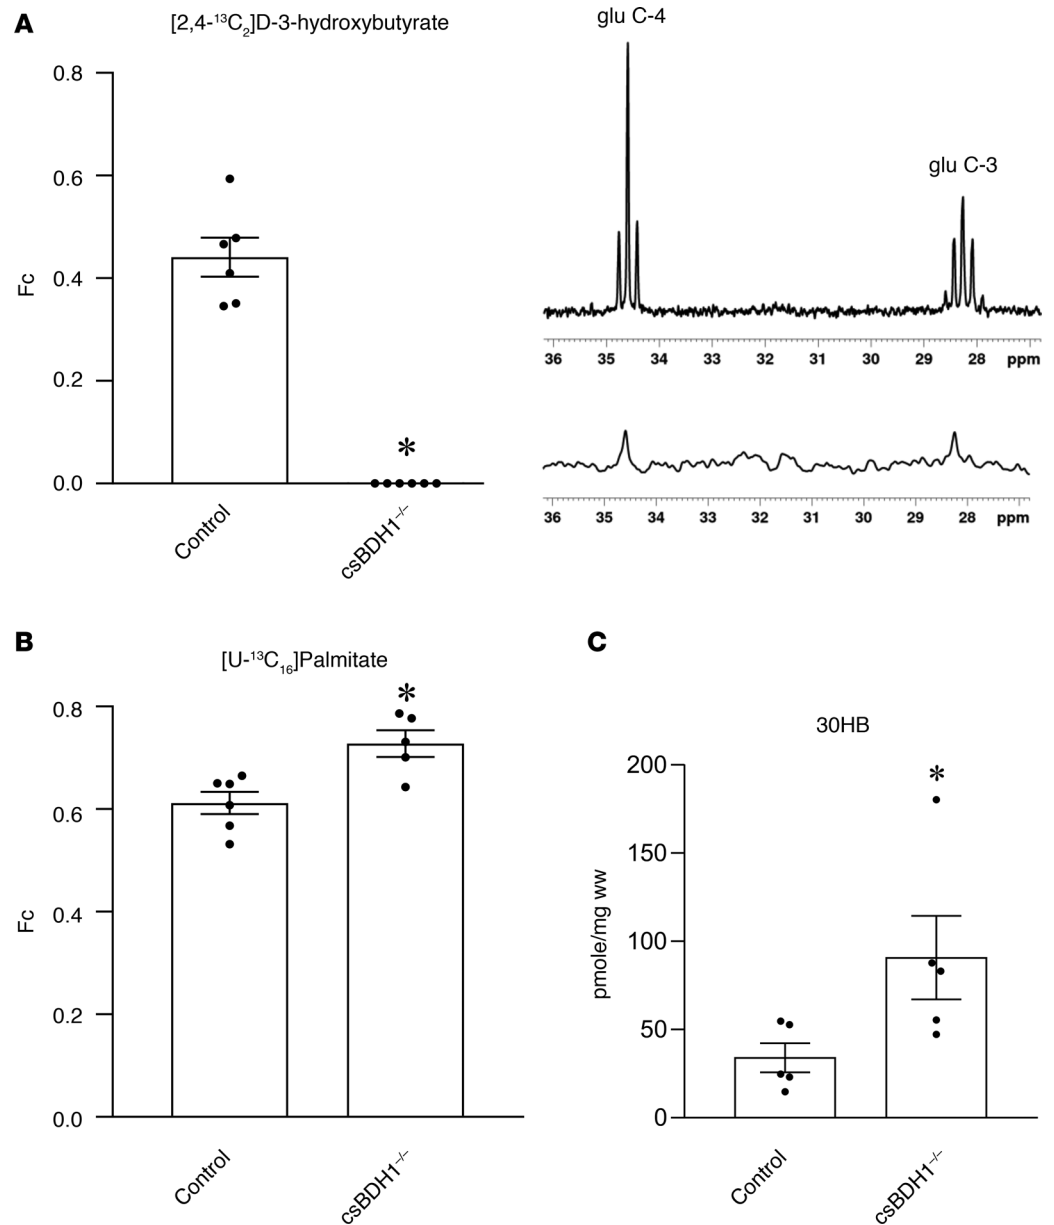 A
[2,4-¹³C₂]D-3-hydroxybutyrate
Fc
0.8
0.6
0.4
0.2
0.0
*
Control
csBDH1⁻/⁻
glu C-4
glu C-3
36 35 34 33 32 31 30 29 28 ppm
36 35 34 33 32 31 30 29 28 ppm
B
[U-¹³C₁₆]Palmitate
Fc
0.8
0.6
0.4
0.2
0.0
*
Control
csBDH1⁻/⁻
C
30HB
pmole/mg ww
200
150
100
50
0
*
Control
csBDH1⁻/⁻